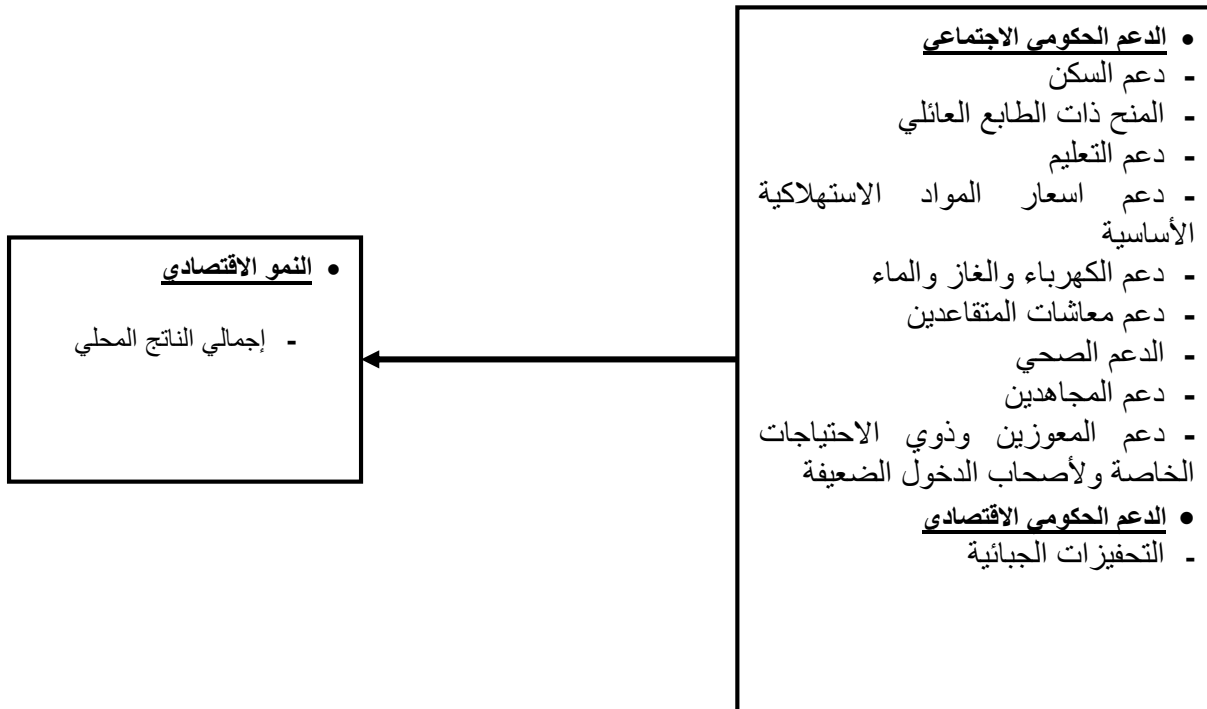 • الدعم الحكومي الاجتماعي
- دعم السكن
- المنح ذات الطابع العائلي
- دعم التعليم
- دعم اسعار المواد الاستهلاكية
الأساسية
- دعم الكهرباء والغاز والماء
- دعم معاشات المتقاعدين
- الدعم الصحي
- دعم المجاهدين
- دعم المعوزين وذوي الاحتياجات
الخاصة ولأصحاب الدخول الضعيفة
• الدعم الحكومي الاقتصادي
- التحفيزات الجبائية
• النمو الاقتصادي
- إجمالي الناتج المحلي